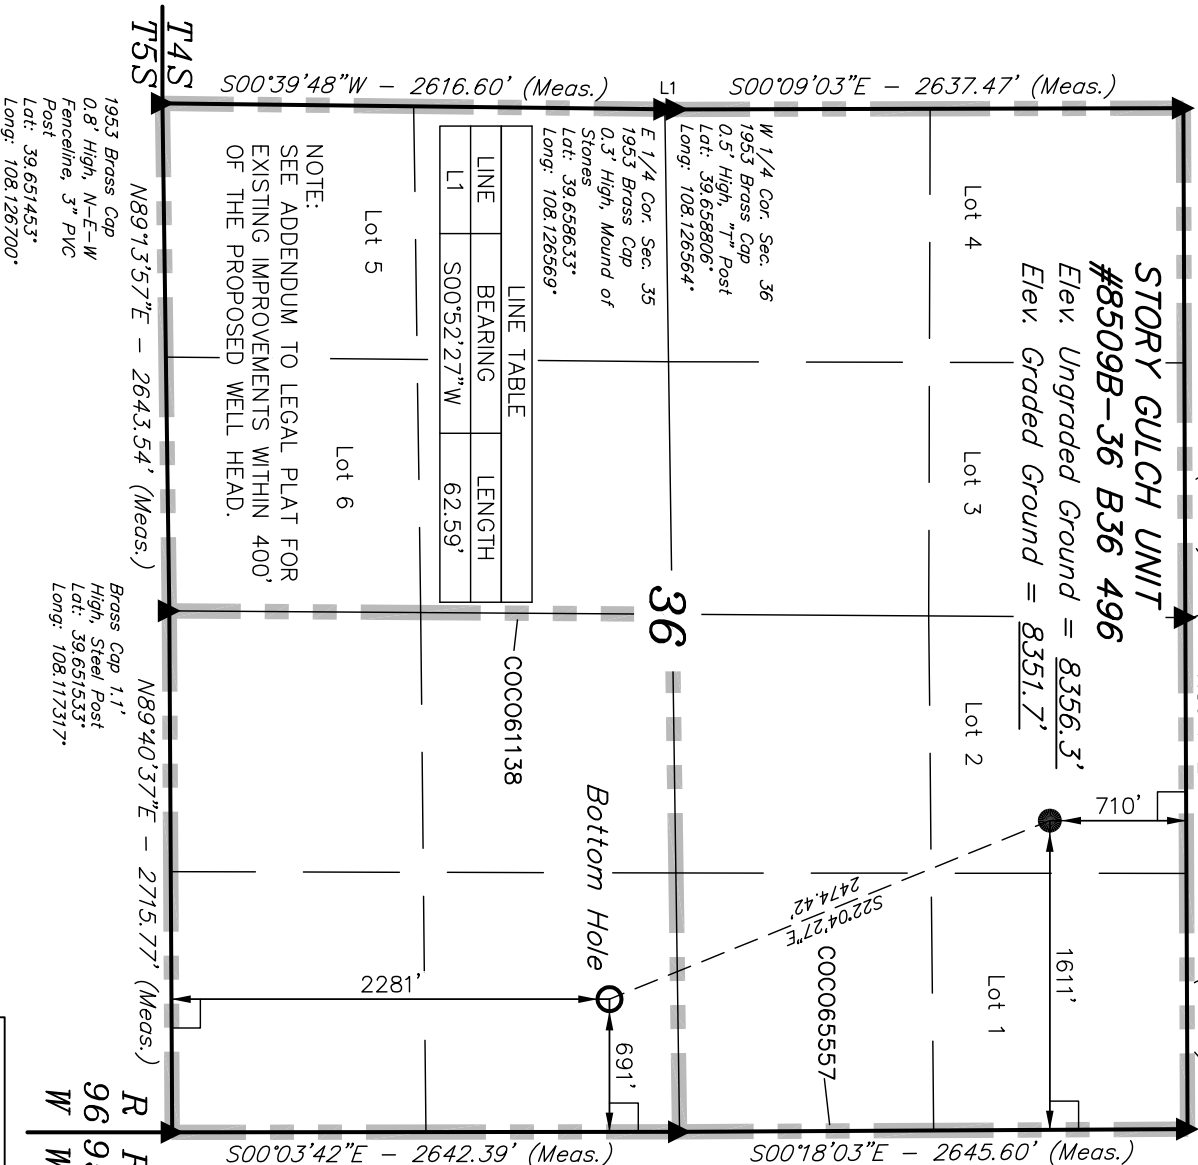 T4S
T5S
S00°39'48"W - 2616.60' (Meas.)
L1
S00°09'03"E - 2637.47' (Meas.)
STORY GULCH UNIT
#8509B-36 B36 496
Elev. Ungraded Ground = 8356.3'
Elev. Graded Ground = 8351.7'
Lot 4
Lot 3
Lot 2
Lot 1
710'
1611'
W 1/4 Cor. Sec. 36
1953 Brass Cap
0.5' High, "T" Post
Lat: 39.658806°
Long: 108.126564°
E 1/4 Cor. Sec. 35
1953 Brass Cap
0.3' High, Mound of
Stones
Lat: 39.658633°
Long: 108.126569°
LINE TABLE
LINE BEARING LENGTH
L1 S00°52'27"W 62.59'
36
S22°04'27"E
2474.42'
COC065557
Bottom Hole
COC061138
2281'
691'
Lot 5
Lot 6
NOTE:
SEE ADDENDUM TO LEGAL PLAT FOR
EXISTING IMPROVEMENTS WITHIN 400'
OF THE PROPOSED WELL HEAD.
N89°13'57"E - 2643.54' (Meas.)
N89°40'37"E - 2715.77' (Meas.)
1953 Brass Cap
0.8' High, N-E-W
Fenceline, 3" PVC
Post
Lat: 39.651453°
Long: 108.126700°
Brass Cap 1.1'
High, Steel Post
Lat: 39.651533°
Long: 108.117317°
S00°03'42"E - 2642.39' (Meas.)
S00°18'03"E - 2645.60' (Meas.)
R
96
W